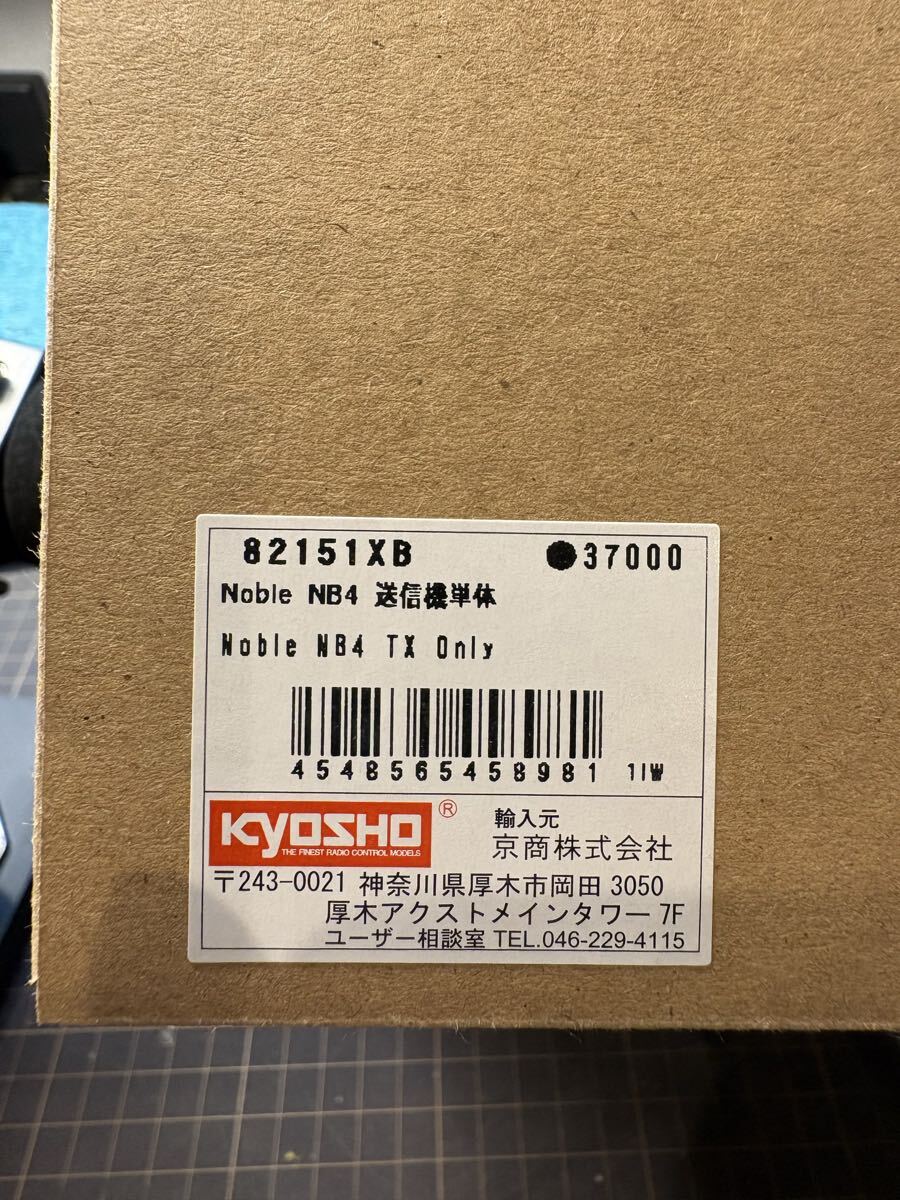 82151XB ●37000
Noble NB4 送信機単体
Noble NB4 TX Only
4548565458981 11W
KYOSHO ®
THE FINEST RADIO CONTROL MODELS
輸入元
京商株式会社
〒243-0021 神奈川県厚木市岡田 3050
厚木アクストメインタワー 7F
ユーザー相談室 TEL.046-229-4115